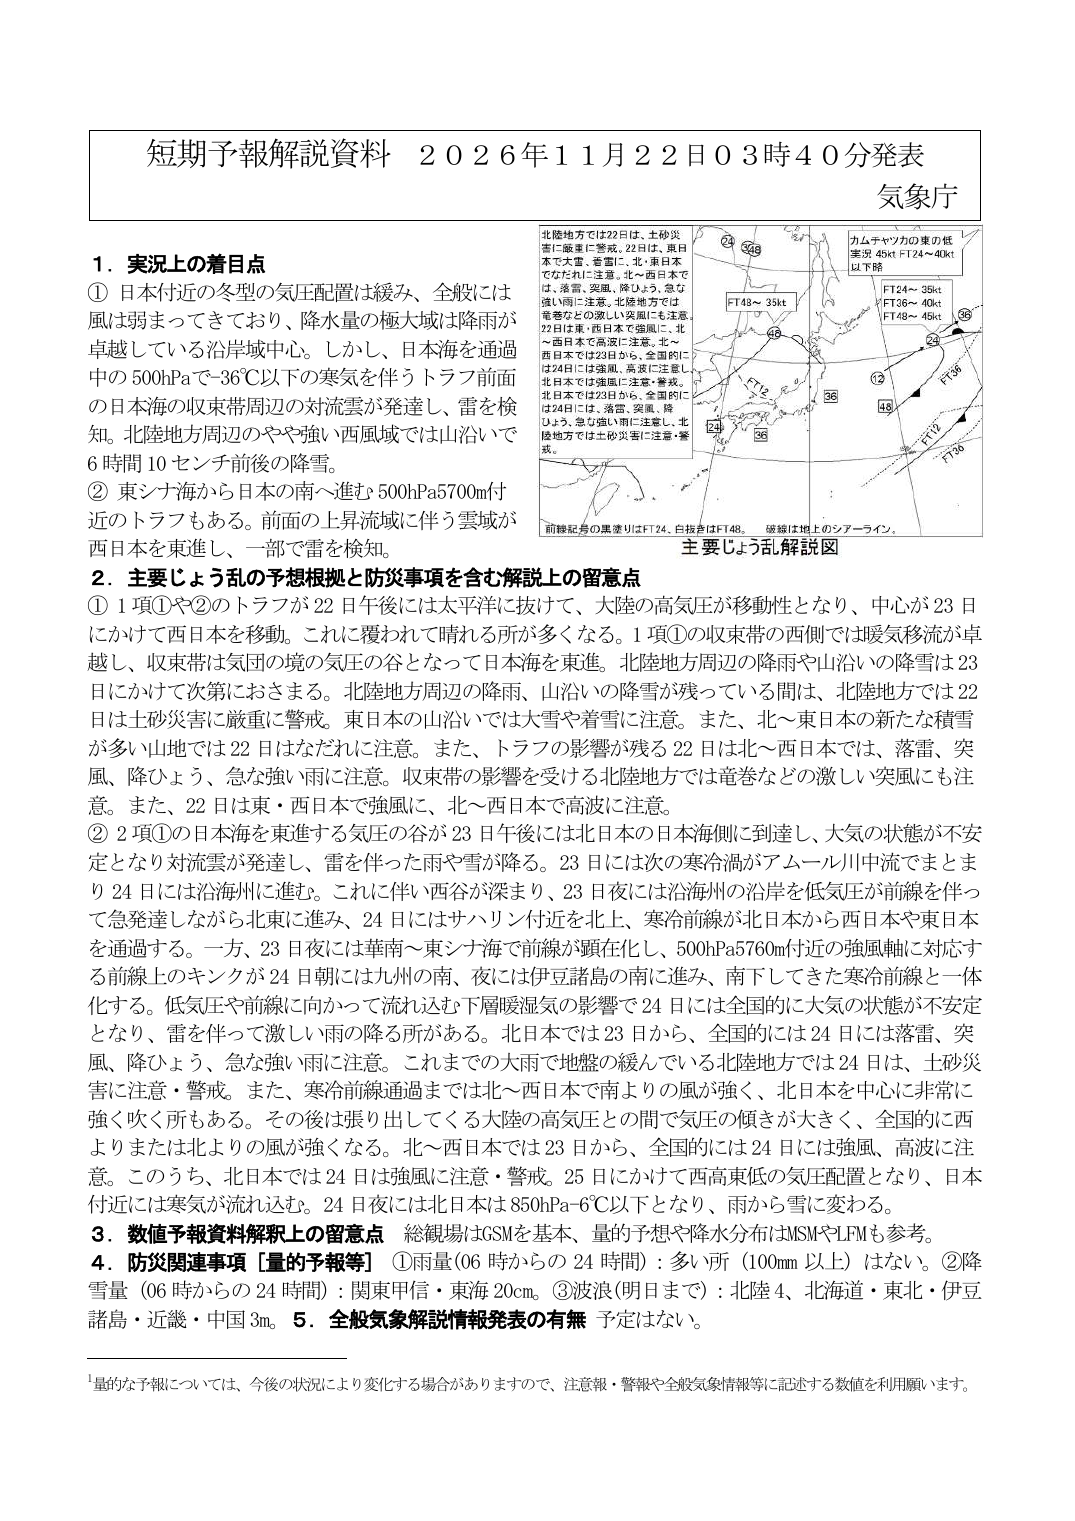 短期予報解説資料　２０２６年１１月２２日０３時４０分発表
気象庁
１．実況上の着目点
① 日本付近の冬型の気圧配置は緩み、全般には
風は弱まってきており、降水量の極大域は降雨が
卓越している沿岸域中心。しかし、日本海を通過
中の500hPaで-36℃以下の寒気を伴うトラフ前面
の日本海の収束帯周辺の対流雲が発達し、雷を検
知。北陸地方周辺のやや強い西風域では山沿いで
6 時間 10 センチ前後の降雪。
② 東シナ海から日本の南へ進む500hPa5700m付
近のトラフもある。前面の上昇流域に伴う雲域が
西日本を東進し、一部で雷を検知。
北陸地方では22日は、土砂災
害に厳重に警戒。22日は、東日
本で大雪、着雪に、北・東日本
でなだれに注意。北～西日本で
は、落雷、突風、降ひょう、急な
強い雨に注意。北陸地方では
竜巻などの激しい突風にも注意。
22日は東・西日本で強風に、北
～西日本で高波に注意。北～
西日本では23日から、全国的に
は24日には強風、高波に注意し、
北日本では強風に注意・警戒。
北日本では23日から、全国的に
は24日には、落雷、突風、降
ひょう、急な強い雨に注意し、北
陸地方では土砂災害に注意・警
戒。
カムチャツカの東の低
実況 45kt FT24～40kt
以下略
FT24～ 35kt
FT36～ 40kt
FT48～ 45kt
FT48～ 35kt
24
48
48
36
24
12
36
48
24
36
FT12
FT36
FT12
FT36
前線記号の黒塗りはFT24、白抜きはFT48。　破線は地上のシアーライン。
主要じょう乱解説図
２．主要じょう乱の予想根拠と防災事項を含む解説上の留意点
① 1 項①や②のトラフが 22 日午後には太平洋に抜けて、大陸の高気圧が移動性となり、中心が 23 日
にかけて西日本を移動。これに覆われて晴れる所が多くなる。1 項①の収束帯の西側では暖気移流が卓
越し、収束帯は気団の境の気圧の谷となって日本海を東進。北陸地方周辺の降雨や山沿いの降雪は 23
日にかけて次第におさまる。北陸地方周辺の降雨、山沿いの降雪が残っている間は、北陸地方では 22
日は土砂災害に厳重に警戒。東日本の山沿いでは大雪や着雪に注意。また、北～東日本の新たな積雪
が多い山地では 22 日はなだれに注意。また、トラフの影響が残る 22 日は北～西日本では、落雷、突
風、降ひょう、急な強い雨に注意。収束帯の影響を受ける北陸地方では竜巻などの激しい突風にも注
意。また、22 日は東・西日本で強風に、北～西日本で高波に注意。
② 2 項①の日本海を東進する気圧の谷が 23 日午後には北日本の日本海側に到達し、大気の状態が不安
定となり対流雲が発達し、雷を伴った雨や雪が降る。23 日には次の寒冷渦がアムール川中流でまとま
り 24 日には沿海州に進む。これに伴い西谷が深まり、23 日夜には沿海州の沿岸を低気圧が前線を伴っ
て急発達しながら北東に進み、24 日にはサハリン付近を北上、寒冷前線が北日本から西日本や東日本
を通過する。一方、23 日夜には華南～東シナ海で前線が顕在化し、500hPa5760m付近の強風軸に対応す
る前線上のキンクが 24 日朝には九州の南、夜には伊豆諸島の南に進み、南下してきた寒冷前線と一体
化する。低気圧や前線に向かって流れ込む下層暖湿気の影響で 24 日には全国的に大気の状態が不安定
となり、雷を伴って激しい雨の降る所がある。北日本では 23 日から、全国的には 24 日には落雷、突
風、降ひょう、急な強い雨に注意。これまでの大雨で地盤の緩んでいる北陸地方では 24 日は、土砂災
害に注意・警戒。また、寒冷前線通過までは北～西日本で南よりの風が強く、北日本を中心に非常に
強く吹く所もある。その後は張り出してくる大陸の高気圧との間で気圧の傾きが大きく、全国的に西
よりまたは北よりの風が強くなる。北～西日本では 23 日から、全国的には 24 日には強風、高波に注
意。このうち、北日本では 24 日は強風に注意・警戒。25 日にかけて西高東低の気圧配置となり、日本
付近には寒気が流れ込む。24 日夜には北日本は 850hPa-6℃以下となり、雨から雪に変わる。
３．数値予報資料解釈上の留意点　総観場はGSMを基本、量的予想や降水分布はMSMやLFMも参考。
４．防災関連事項［量的予報等］　①雨量(06 時からの 24 時間)：多い所（100mm 以上）はない。②降
雪量（06 時からの 24 時間)：関東甲信・東海 20cm。③波浪(明日まで)：北陸 4、北海道・東北・伊豆
諸島・近畿・中国 3m。５．全般気象解説情報発表の有無　予定はない。
1量的な予報については、今後の状況により変化する場合がありますので、注意報・警報や全般気象情報等に記述する数値を利用願います。